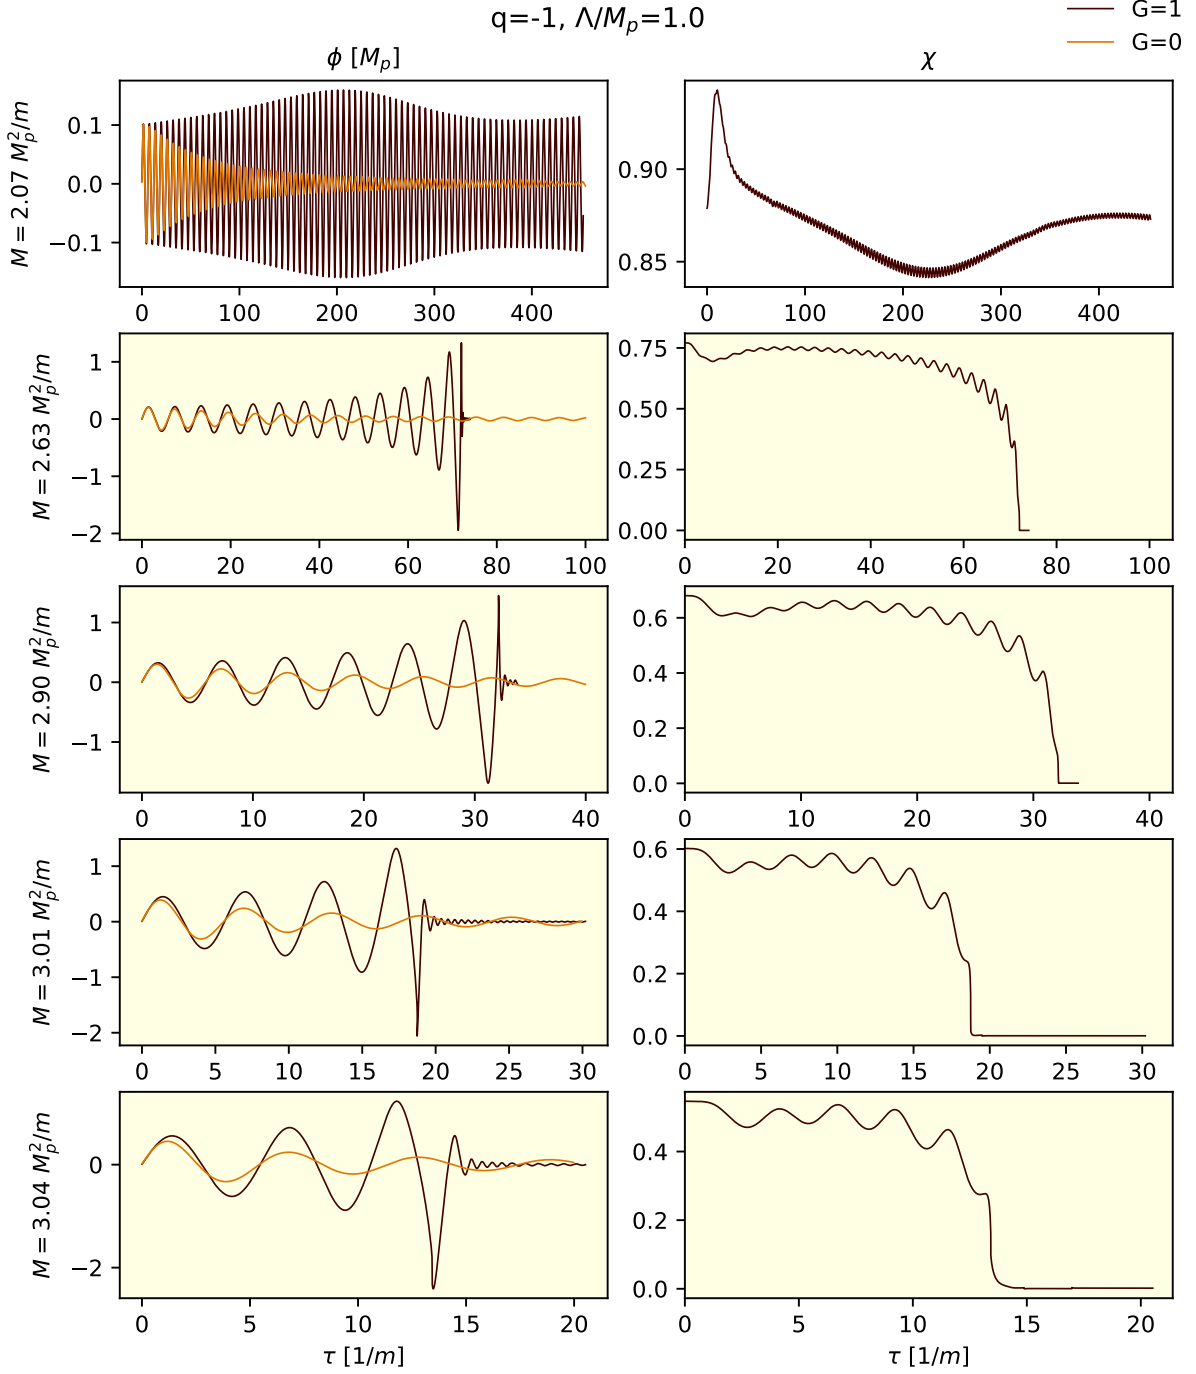 q=-1, Λ/M_p=1.0
G=1
G=0
ϕ [M_p]
χ
M = 2.07 M_p^2/m
0.1
0.0
−0.1
0 100 200 300 400
0.90
0.85
0 100 200 300 400
M = 2.63 M_p^2/m
1
0
−1
−2
0 20 40 60 80 100
0.75
0.50
0.25
0.00
0 20 40 60 80 100
M = 2.90 M_p^2/m
1
0
−1
0 10 20 30 40
0.6
0.4
0.2
0.0
0 10 20 30 40
M = 3.01 M_p^2/m
1
0
−1
−2
0 5 10 15 20 25 30
0.6
0.4
0.2
0.0
0 5 10 15 20 25 30
M = 3.04 M_p^2/m
0
−2
0 5 10 15 20
τ [1/m]
0.4
0.2
0.0
0 5 10 15 20
τ [1/m]